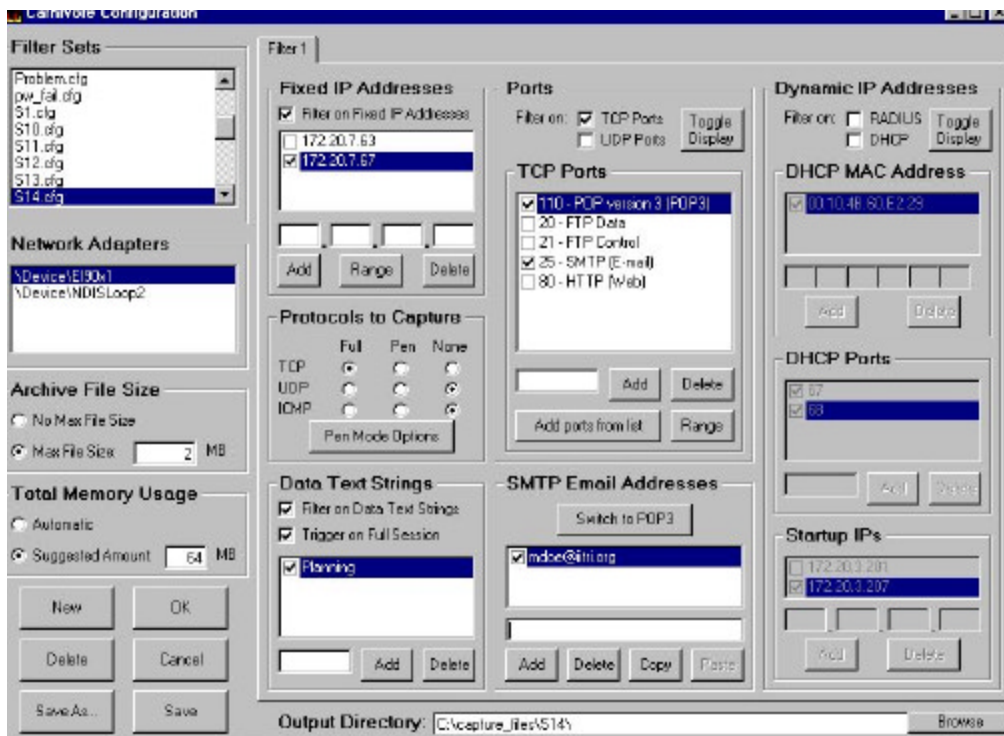 Carnivore Configuration
Filter Sets
Problem.cfg
pw_fail.cfg
S1.cfg
S10.cfg
S11.cfg
S12.cfg
S13.cfg
S14.cfg
Network Adapters
\Device\El90x1
\Device\NDISLoop2
Archive File Size
No Max File Size
Max File Size: 2 MB
Total Memory Usage
Automatic
Suggested Amount 64 MB
New OK
Delete Cancel
Save As... Save
Filter 1
Fixed IP Addresses
Filter on Fixed IP Addresses
172.20.7.63
172.20.7.67
Add Range Delete
Protocols to Capture
Full Pen None
TCP
UDP
ICMP
Pen Mode Options
Data Text Strings
Filter on Data Text Strings
Trigger on Full Session
Planning
Add Delete
Ports
Filter on: TCP Ports
UDP Ports
Toggle Display
TCP Ports
110 - POP version 3 (POP3)
20 - FTP Data
21 - FTP Control
25 - SMTP (E-mail)
80 - HTTP (Web)
Add Delete
Add ports from list Range
SMTP Email Addresses
Switch to POP3
mdoe@iitri.org
Add Delete Copy Paste
Dynamic IP Addresses
Filter on: RADIUS
DHCP
Toggle Display
DHCP MAC Address
00.10.4B.60.E2.29
Add Delete
DHCP Ports
67
68
Add Delete
Startup IPs
172.20.3.201
172.20.3.207
Add Delete
Output Directory: C:\capture_files\S14\ Browse